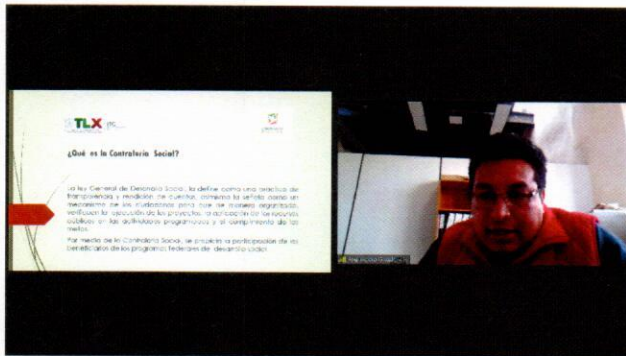 TLX
¿Qué es la Contraloría Social?
La Ley General de Desarrollo Social, la define como una práctica de
transparencia y rendición de cuentas, asimismo la señala como un
mecanismo de los ciudadanos para que de manera organizada,
verifiquen la ejecución de los proyectos, la aplicación de los recursos
públicos en las actividades programadas y el cumplimiento de las
metas.
Por medio de la Contraloría Social, se propicia la participación de los
beneficiarios de los programas federales de desarrollo social